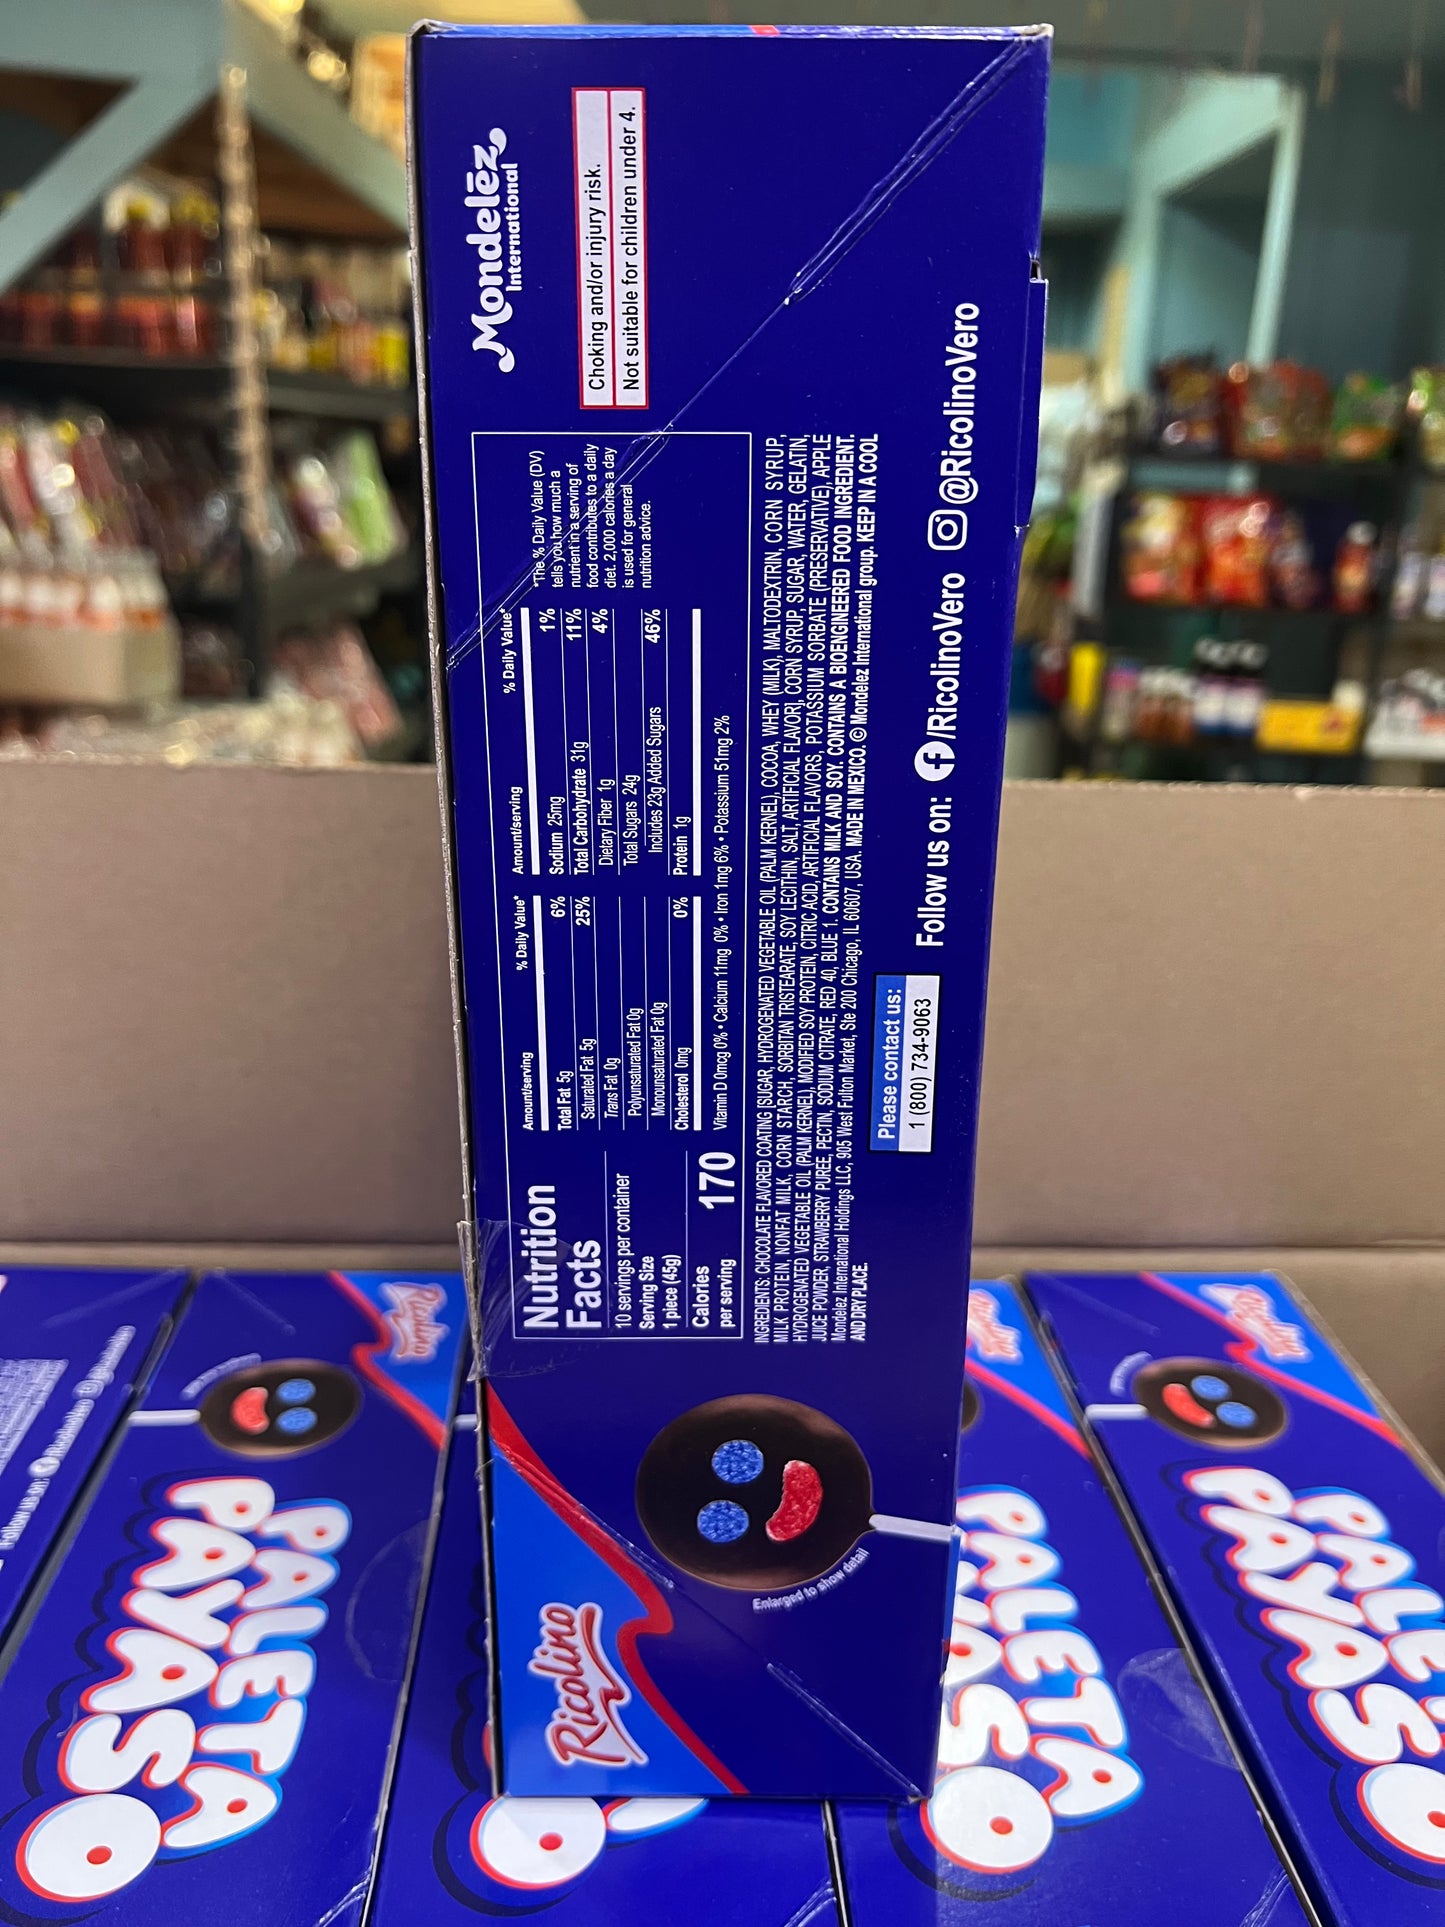 Mondelēz,
International
Choking and/or injury risk.
Not suitable for children under 4.
Nutrition
Facts
10 servings per container
Serving Size
1 piece (45g)
Calories
per serving
170
Amount/serving % Daily Value*
Total Fat 5g 6%
Saturated Fat 5g 25%
Trans Fat 0g
Polyunsaturated Fat 0g
Monounsaturated Fat 0g
Cholesterol 0mg 0%
Amount/serving % Daily Value*
Sodium 25mg 1%
Total Carbohydrate 31g 11%
Dietary Fiber 1g 4%
Total Sugars 24g
Includes 23g Added Sugars 46%
Protein 1g
*The % Daily Value (DV)
tells you how much a
nutrient in a serving of
food contributes to a daily
diet. 2,000 calories a day
is used for general
nutrition advice.
Vitamin D 0mcg 0% • Calcium 11mg 0% • Iron 1mg 6% • Potassium 51mg 2%
INGREDIENTS: CHOCOLATE FLAVORED COATING [SUGAR, HYDROGENATED VEGETABLE OIL (PALM KERNEL), COCOA, WHEY (MILK), MALTODEXTRIN, CORN SYRUP,
MILK PROTEIN, NONFAT MILK, CORN STARCH, SORBITAN TRISTEARATE, SOY LECITHIN, SALT, ARTIFICIAL FLAVOR], CORN SYRUP, SUGAR, WATER, GELATIN,
HYDROGENATED VEGETABLE OIL (PALM KERNEL), MODIFIED SOY PROTEIN, CITRIC ACID, ARTIFICIAL FLAVORS, POTASSIUM SORBATE (PRESERVATIVE), APPLE
JUICE POWDER, STRAWBERRY PUREE, PECTIN, SODIUM CITRATE, RED 40, BLUE 1. CONTAINS MILK AND SOY. CONTAINS A BIOENGINEERED FOOD INGREDIENT.
Mondelez International Holdings LLC, 905 West Fulton Market, Ste 200 Chicago, IL 60607, USA. MADE IN MEXICO. © Mondelez International group. KEEP IN A COOL
AND DRY PLACE.
Please contact us:
1 (800) 734-9063
Follow us on: /RicolinoVero @RicolinoVero
Enlarged to show detail
Ricolino
Follow us on:
Ricolino
PALETA
PAYASO
Ricolino
PALETA
Ricolino
PALETA
PAYASO